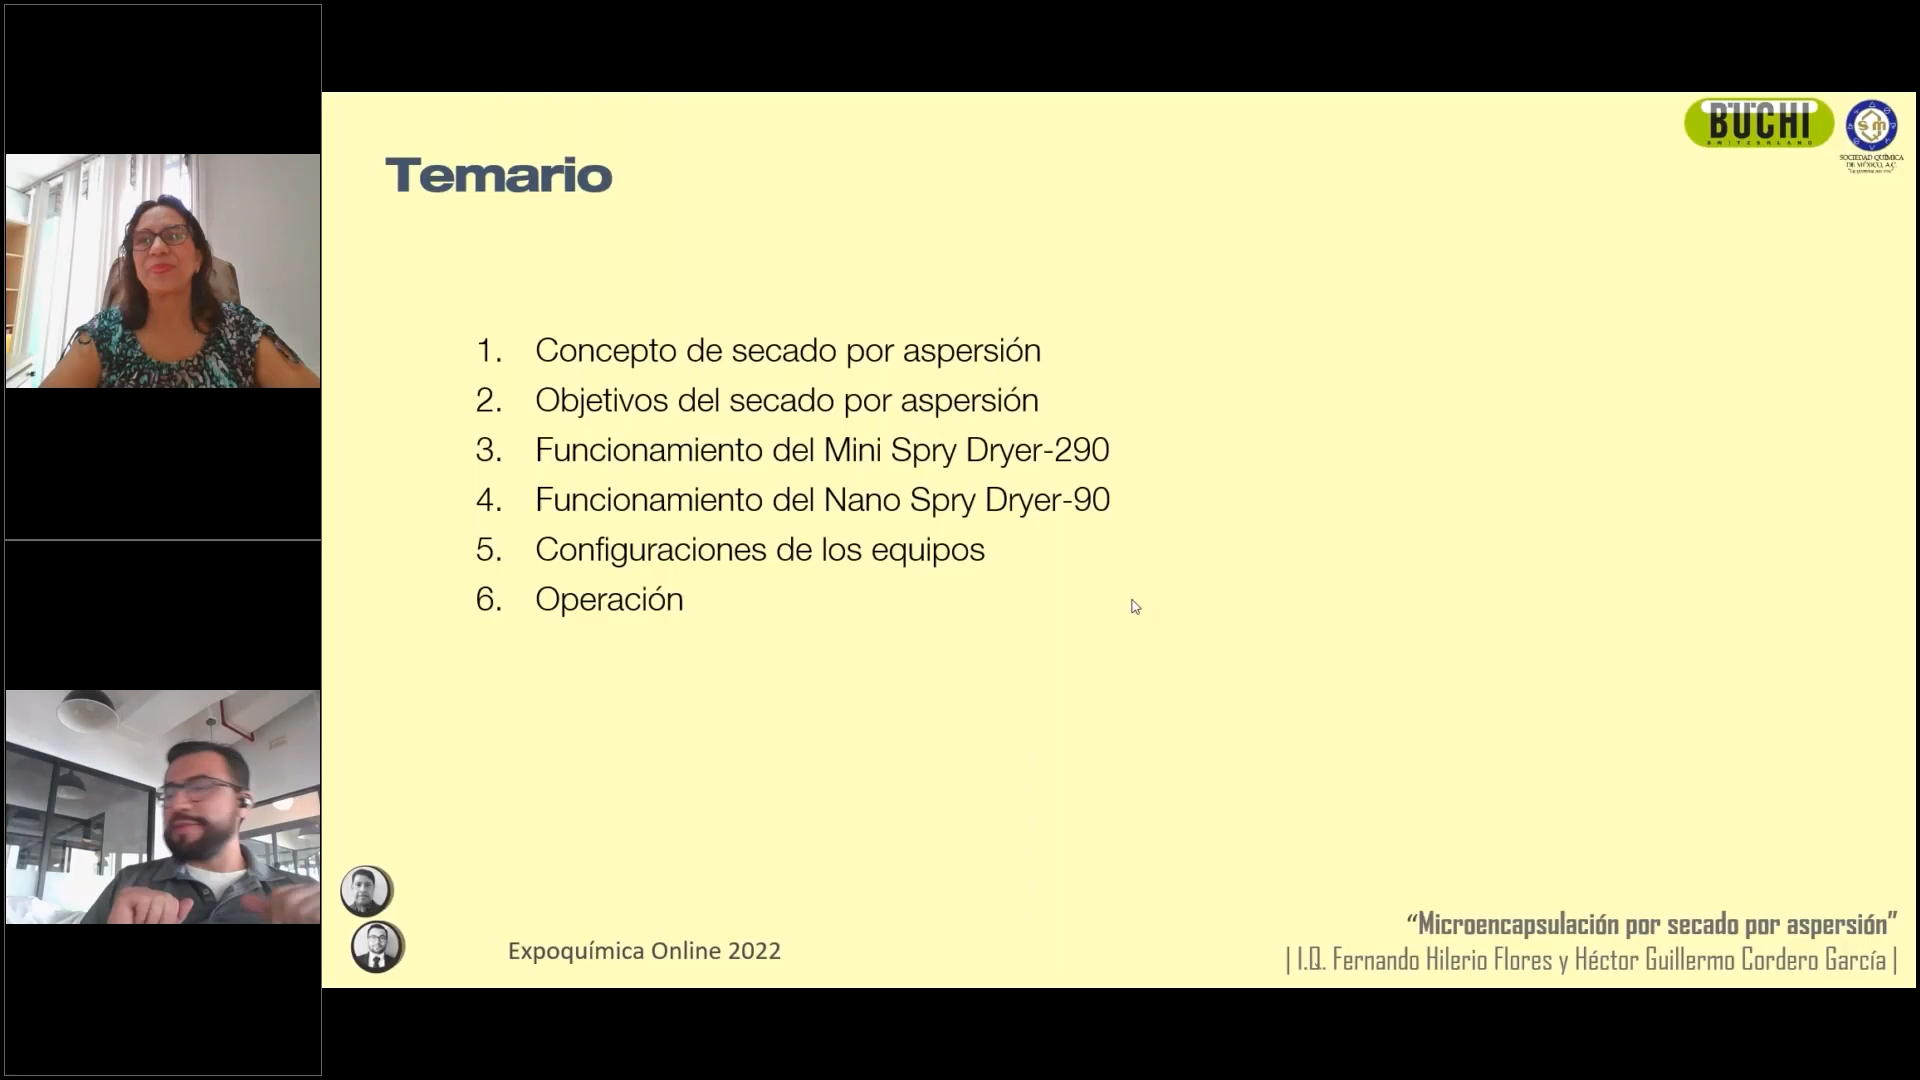 BUCHI
SWITZERLAND
SOCIEDAD QUÍMICA
DE MÉXICO, A.C.
Temario
1. Concepto de secado por aspersión
2. Objetivos del secado por aspersión
3. Funcionamiento del Mini Spry Dryer-290
4. Funcionamiento del Nano Spry Dryer-90
5. Configuraciones de los equipos
6. Operación
Expoquímica Online 2022
“Microencapsulación por secado por aspersión”
| I.Q. Fernando Hilerio Flores y Héctor Guillermo Cordero García |